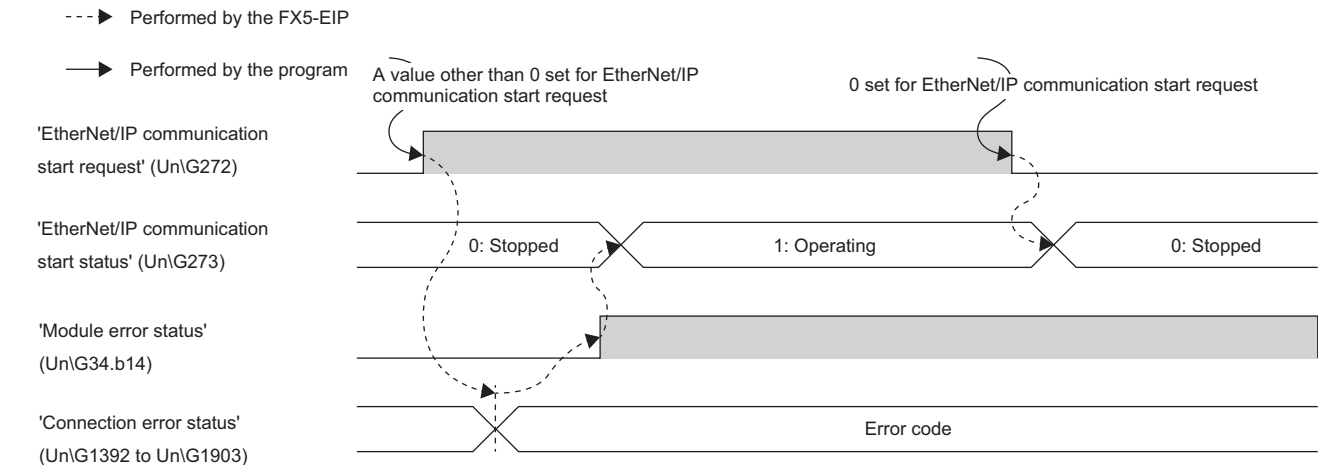 Performed by the FX5-EIP
Performed by the program
A value other than 0 set for EtherNet/IP
communication start request
0 set for EtherNet/IP communication start request
'EtherNet/IP communication
start request' (Un\G272)
'EtherNet/IP communication
start status' (Un\G273)
0: Stopped
1: Operating
0: Stopped
'Module error status'
(Un\G34.b14)
'Connection error status'
(Un\G1392 to Un\G1903)
Error code